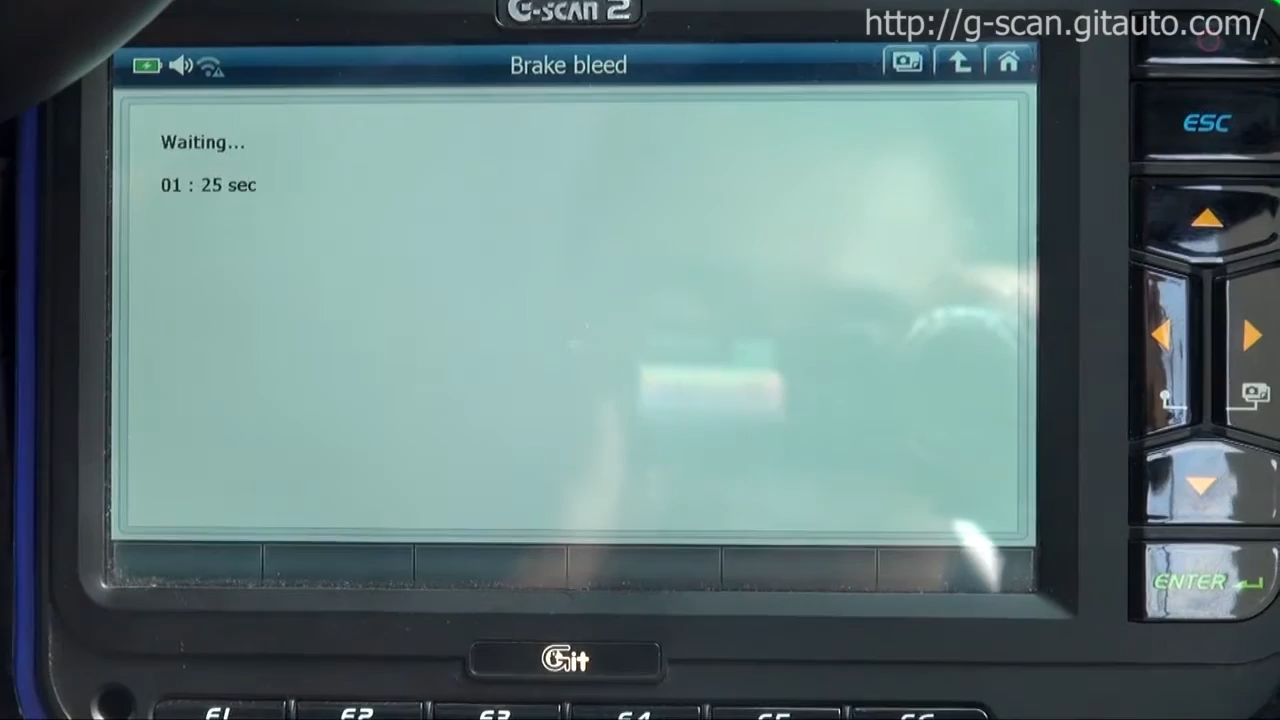 G-scan 2
http://g-scan.gitauto.com/
Brake bleed
Waiting...
01 : 25 sec
ESC
ENTER
Git
F1 F2 F3 F4 F5 F6